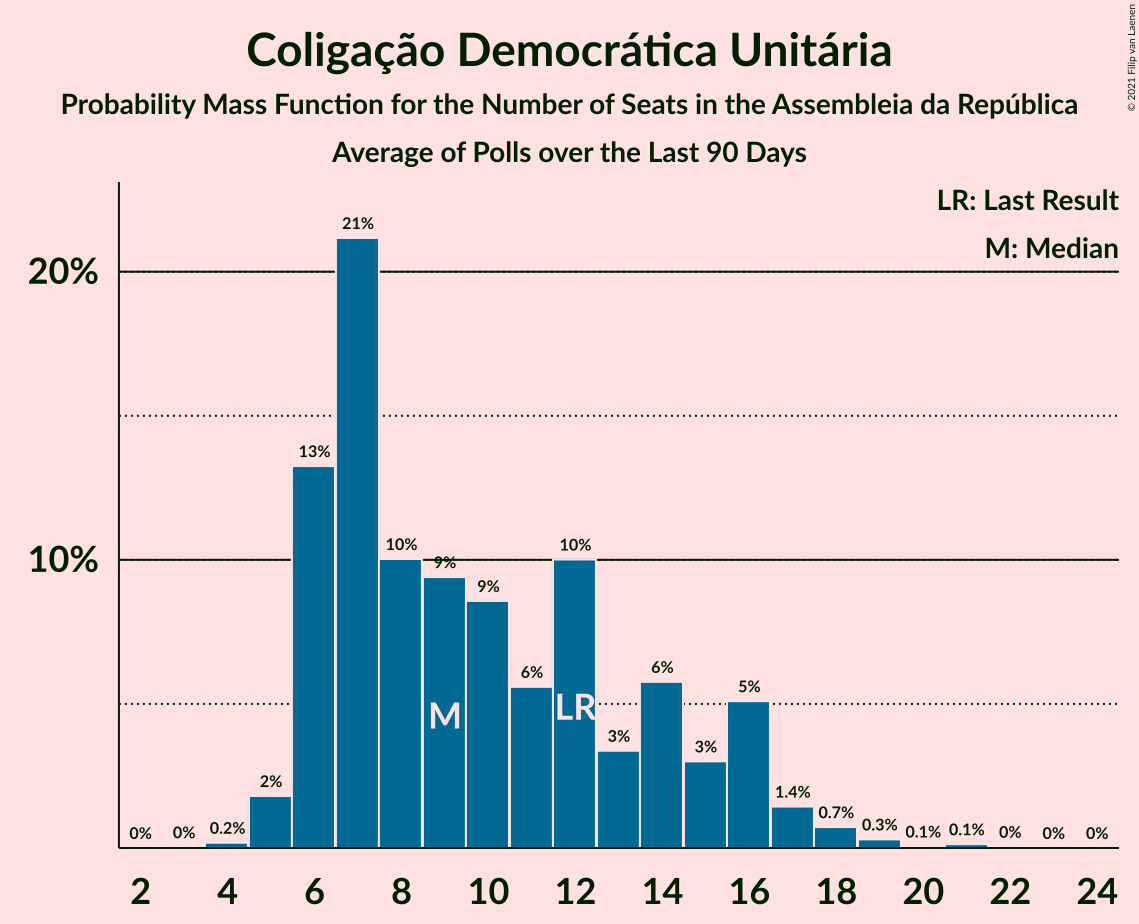 Coligação Democrática Unitária
Probability Mass Function for the Number of Seats in the Assembleia da República
Average of Polls over the Last 90 Days
© 2021 Filip van Laenen
LR: Last Result
M: Median
20%
10%
0%
0%
0.2%
2%
13%
21%
10%
9%
9%
6%
10%
3%
6%
3%
5%
1.4%
0.7%
0.3%
0.1%
0.1%
0%
0%
0%
M
LR
2 4 6 8 10 12 14 16 18 20 22 24